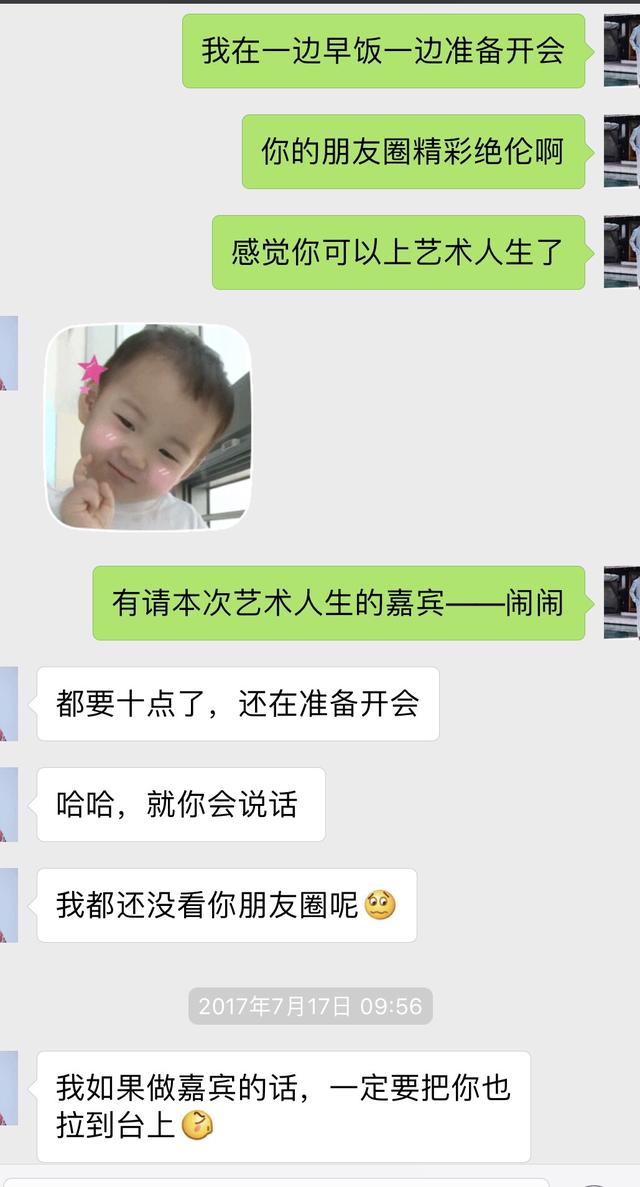 我在一边早饭一边准备开会
你的朋友圈精彩绝伦啊
感觉你可以上艺术人生了
有请本次艺术人生的嘉宾——闹闹
都要十点了，还在准备开会
哈哈，就你会说话
我都还没看你朋友圈呢
2017年7月17日 09:56
我如果做嘉宾的话，一定要把你也
拉到台上